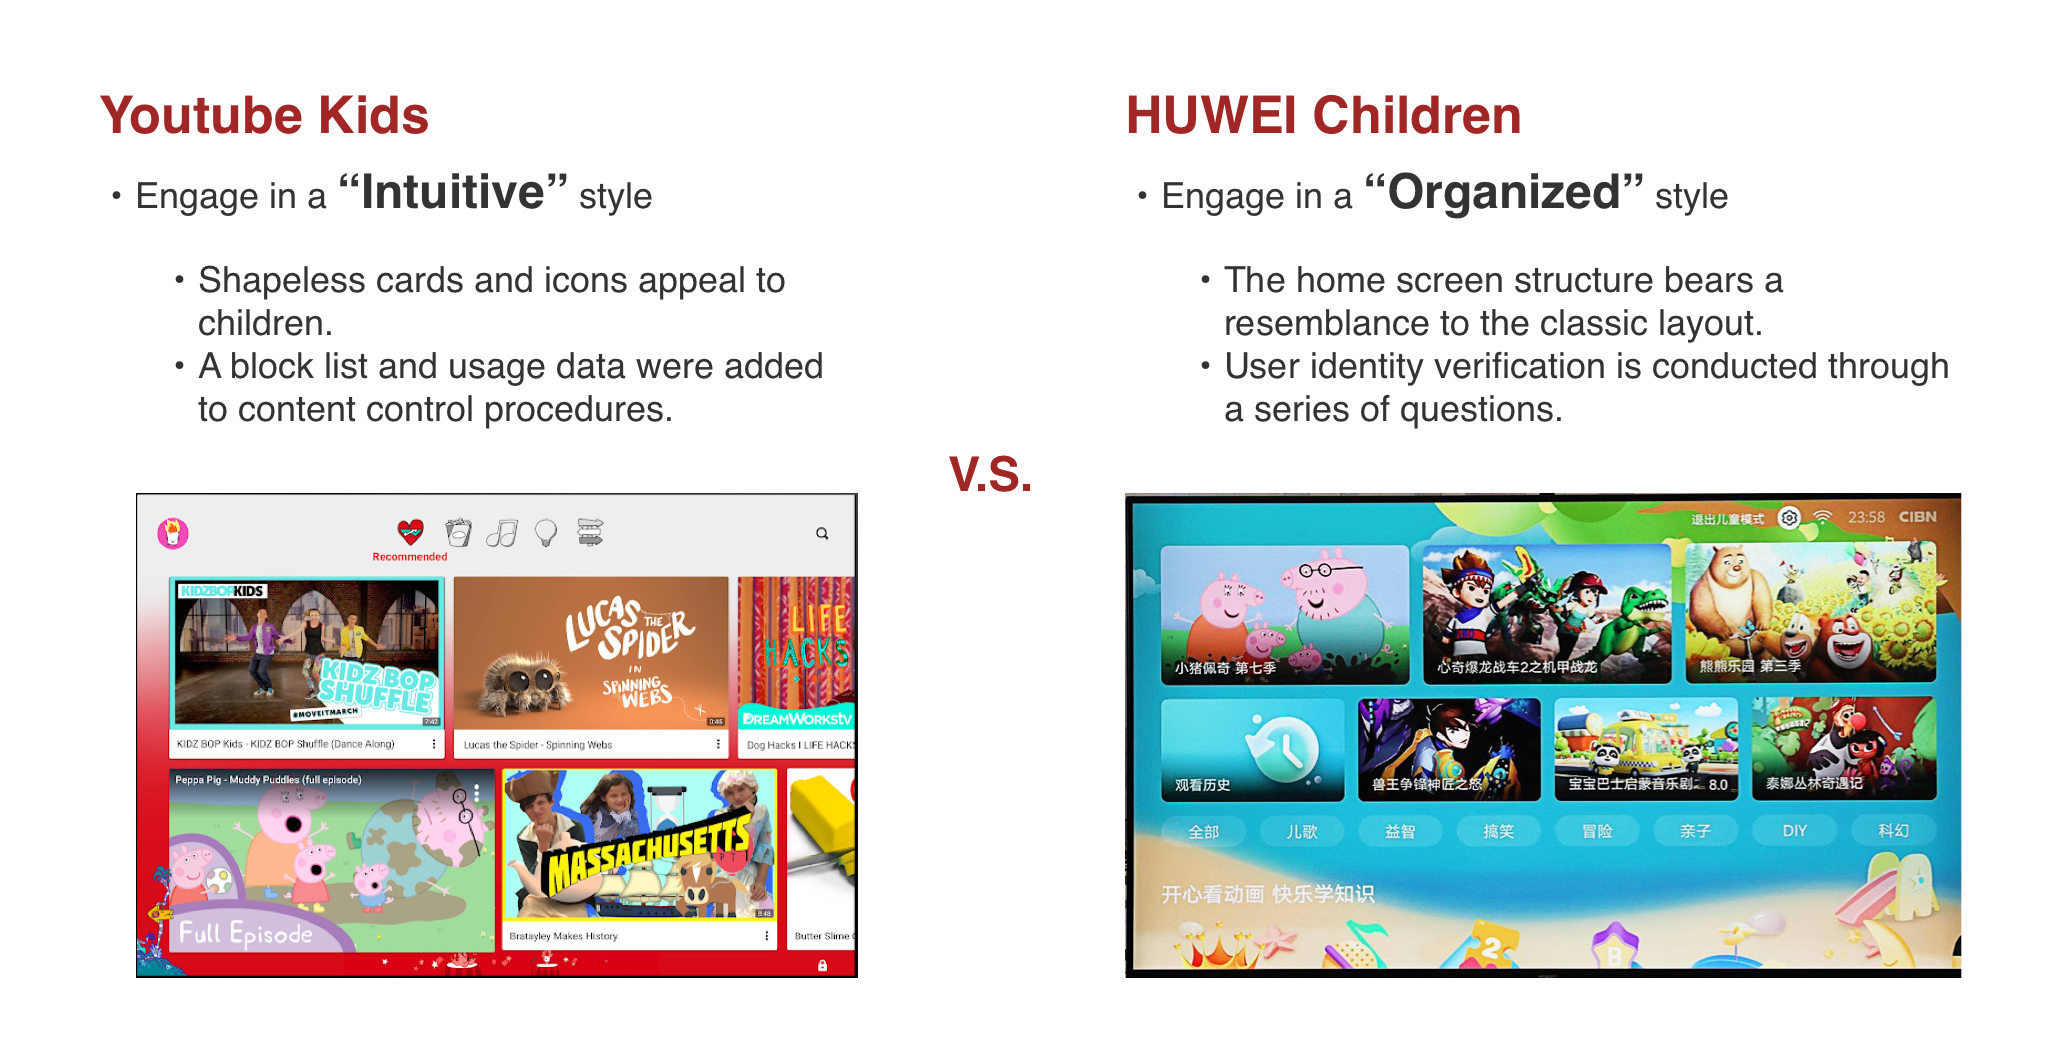 Youtube Kids
• Engage in a “Intuitive” style
• Shapeless cards and icons appeal to
children.
• A block list and usage data were added
to content control procedures.
V.S.
HUWEI Children
• Engage in a “Organized” style
• The home screen structure bears a
resemblance to the classic layout.
• User identity verification is conducted through
a series of questions.
Recommended
KIDZBOPKIDS
KIDZ BOP
SHUFFLE
#MOVEITMARCH
7:42
KIDZ BOP Kids - KIDZ BOP Shuffle (Dance Along)
LUCAS
THE
SPIDER
IN
SPINNING
WEBS
0:45
Lucas the Spider - Spinning Webs
LIFE
HACKS
DREAMWORKSTV
Dog Hacks I LIFE HACKS
Peppa Pig - Muddy Puddles (full episode)
Full Episode
MASSACHUSETTS
PT 1
8:48
Bratayley Makes History
Butter Slime
退出儿童模式
23:58
CIBN
小猪佩奇 第七季
心奇爆龙战车2之机甲战龙
熊熊乐园 第三季
观看历史
兽王争锋神匠之怒
宝宝巴士启蒙音乐剧... 8.0
泰娜丛林奇遇记
全部
儿歌
益智
搞笑
冒险
亲子
DIY
科幻
开心看动画 快乐学知识
2
B